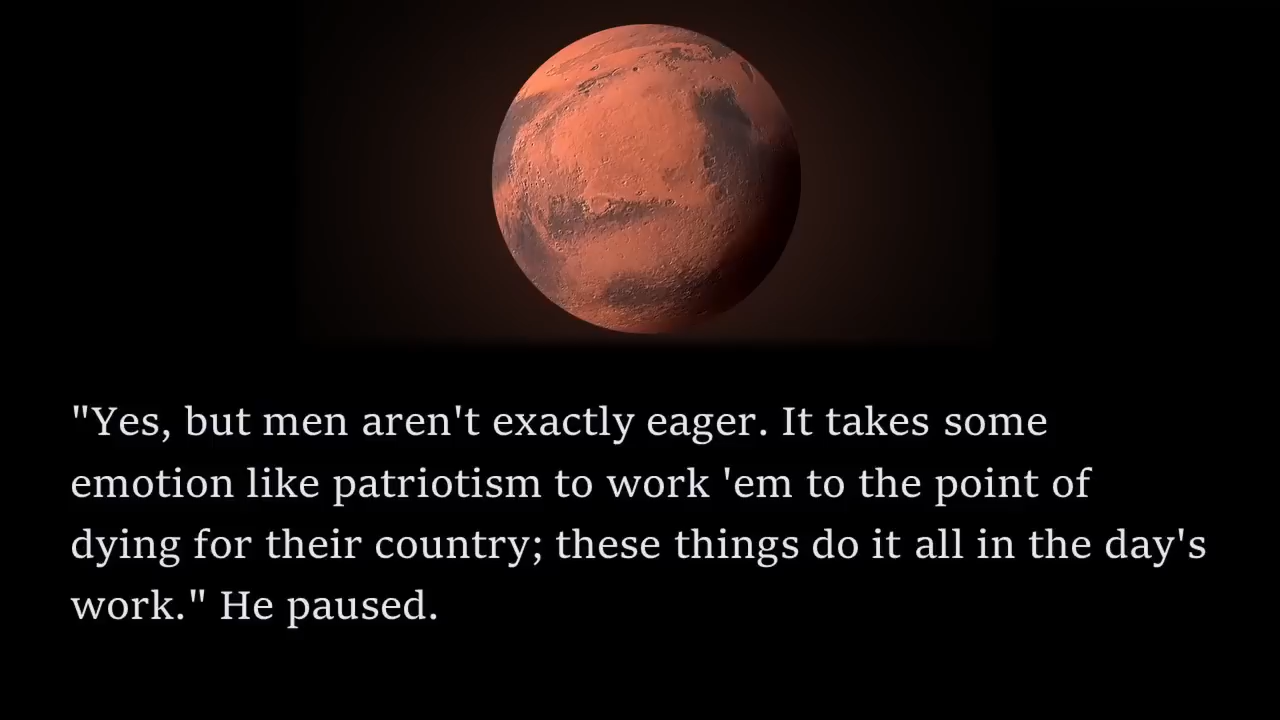 "Yes, but men aren't exactly eager. It takes some
emotion like patriotism to work 'em to the point of
dying for their country; these things do it all in the day's
work." He paused.